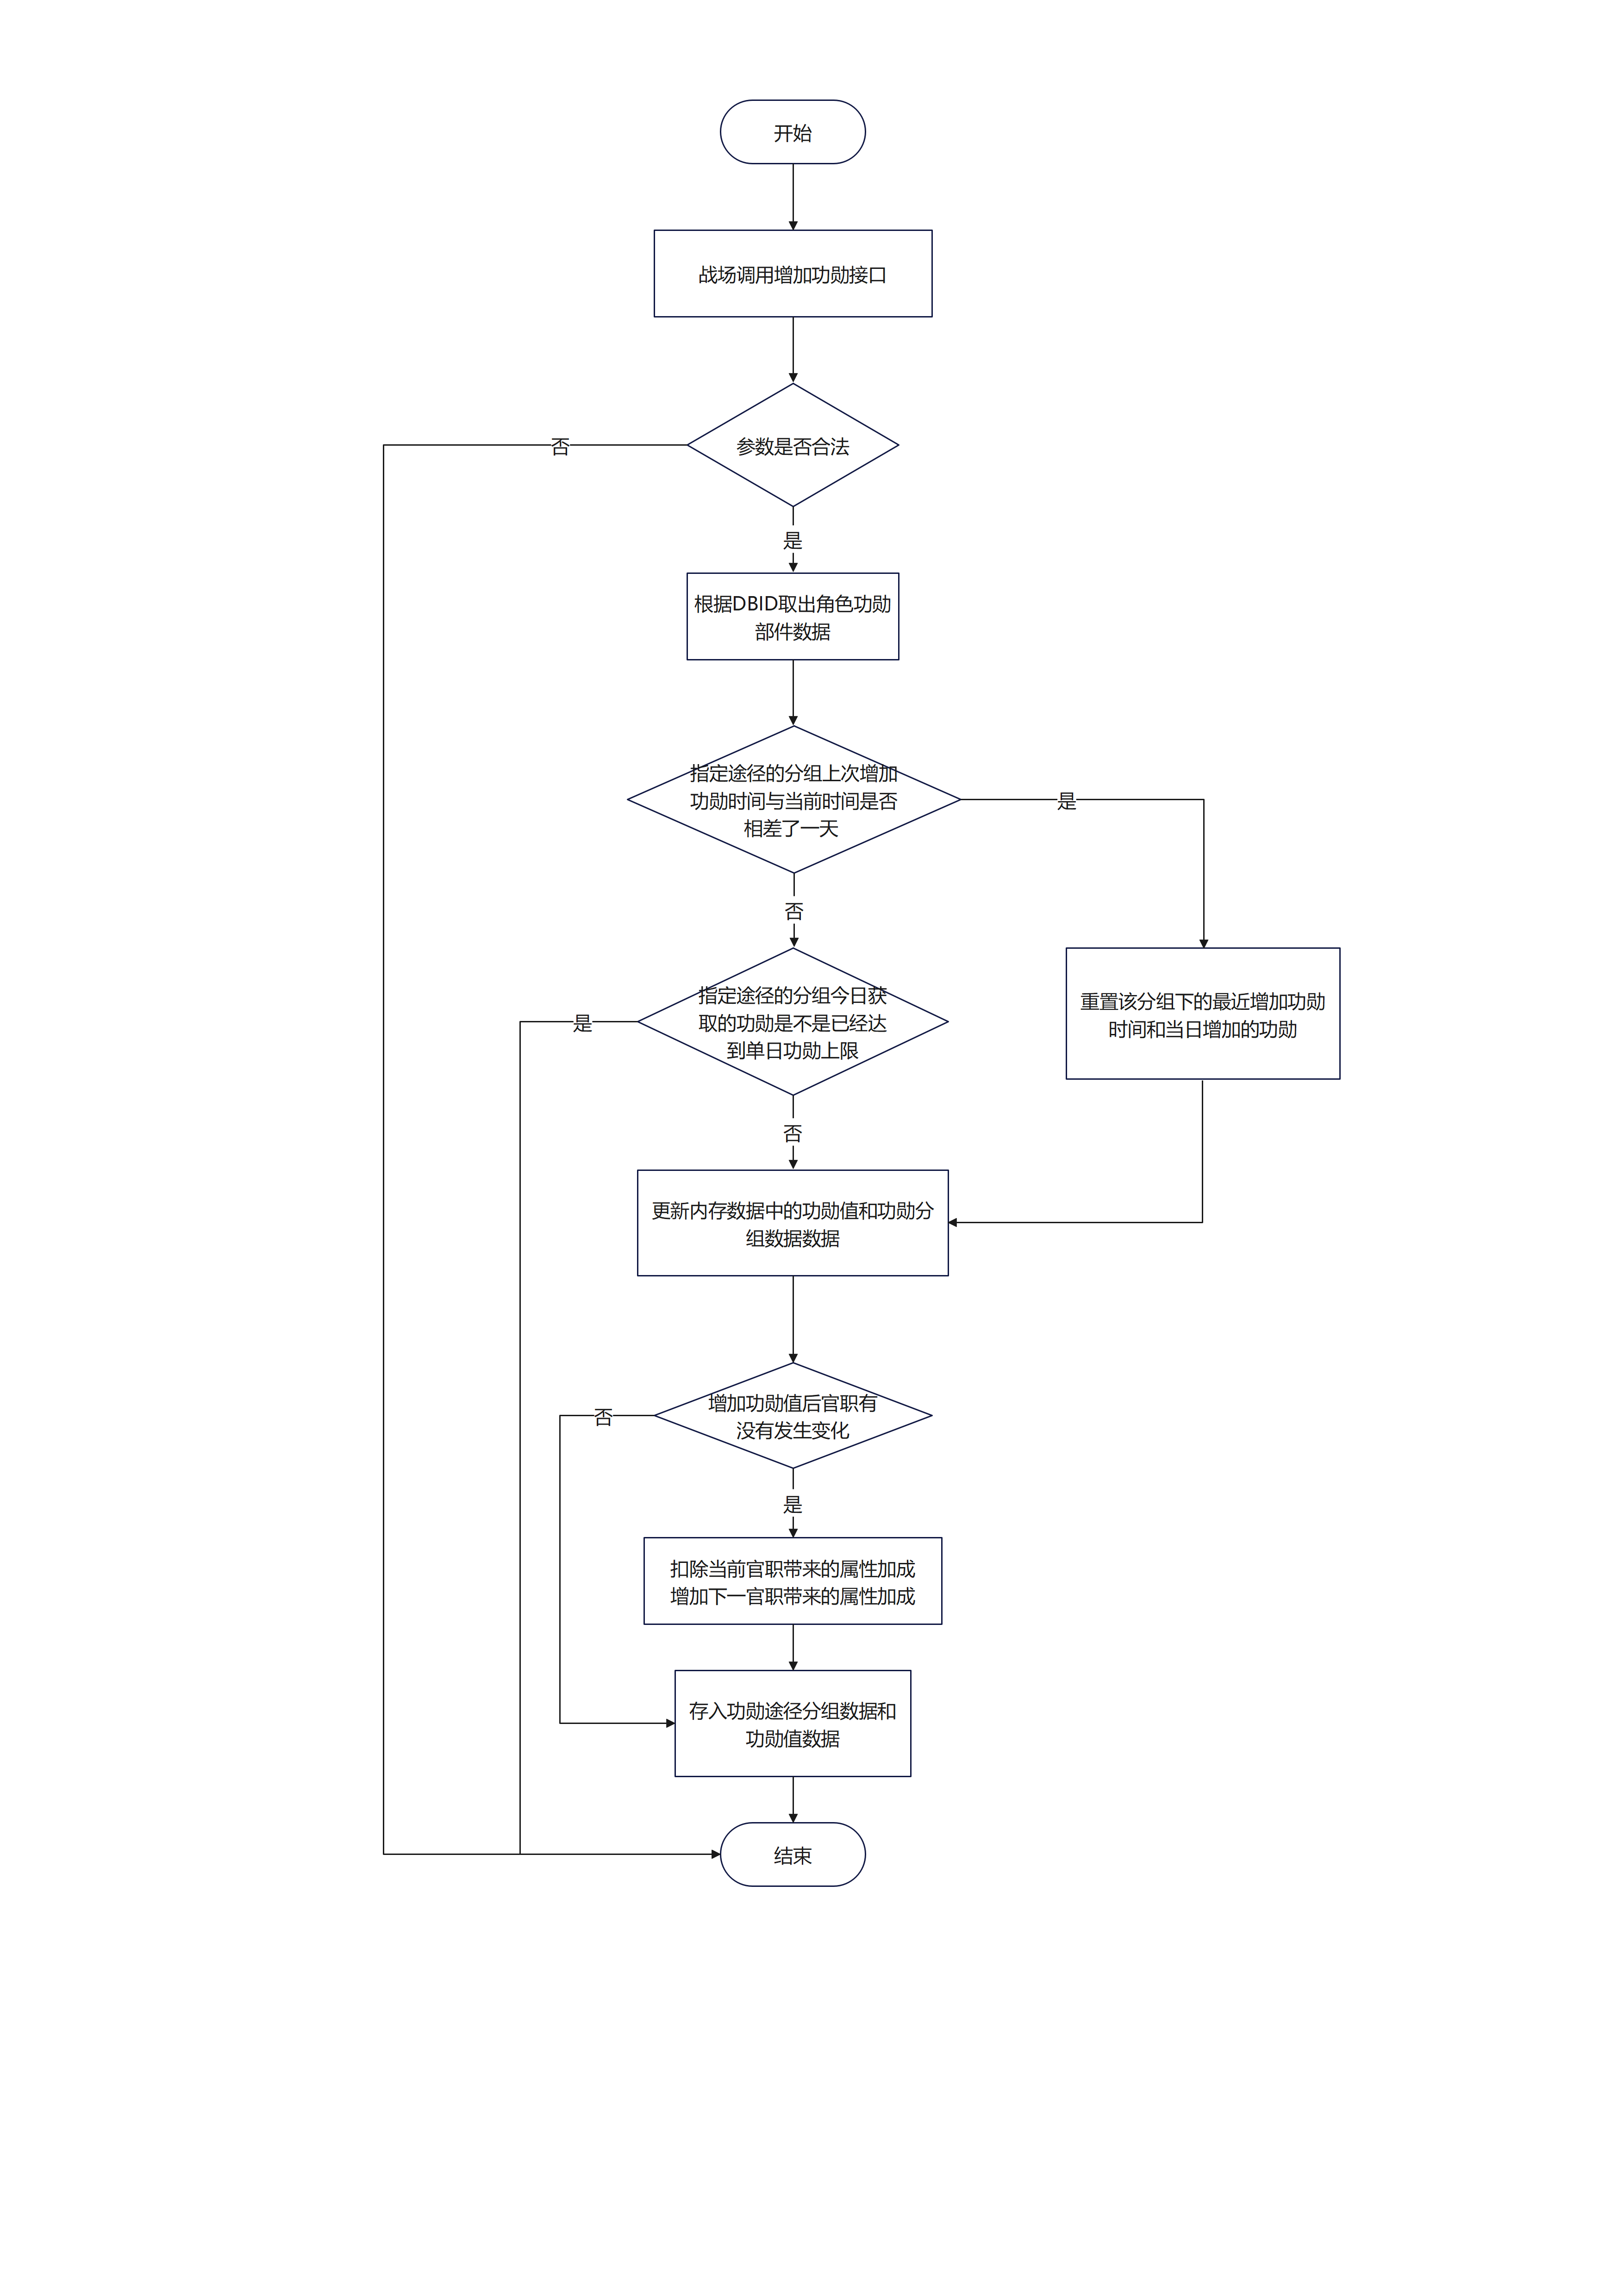 开始
战场调用增加功勋接口
参数是否合法
否
是
根据DBID取出角色功勋
部件数据
指定途径的分组上次增加
功勋时间与当前时间是否
相差了一天
是
否
指定途径的分组今日获
取的功勋是不是已经达
到单日功勋上限
是
重置该分组下的最近增加功勋
时间和当日增加的功勋
否
更新内存数据中的功勋值和功勋分
组数据数据
增加功勋值后官职有
没有发生变化
否
是
扣除当前官职带来的属性加成
增加下一官职带来的属性加成
存入功勋途径分组数据和
功勋值数据
结束